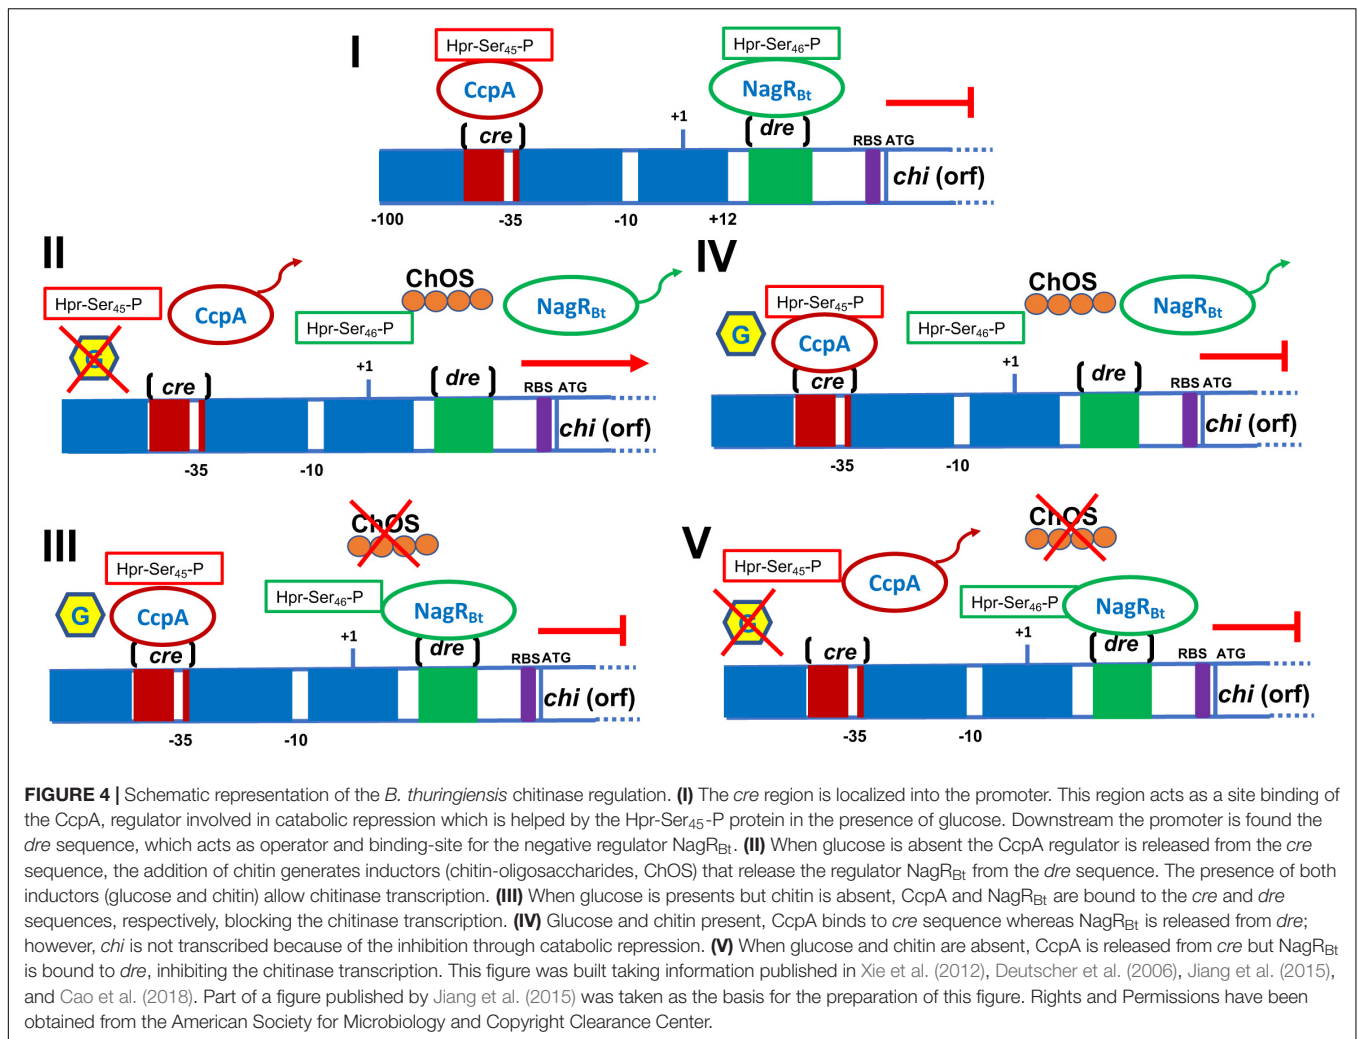 I
Hpr-Ser45-P
Hpr-Ser46-P
CcpA
NagRBt
cre
+1
dre
RBS ATG
chi (orf)
-100
-35
-10
+12
II
Hpr-Ser45-P
CcpA
ChOS
NagRBt
Hpr-Ser46-P
G
cre
+1
dre
RBS ATG
chi (orf)
-35
-10
IV
Hpr-Ser45-P
ChOS
NagRBt
G
CcpA
Hpr-Ser46-P
cre
+1
dre
RBS ATG
chi (orf)
-35
-10
III
ChOS
Hpr-Ser45-P
G
CcpA
Hpr-Ser46-P
NagRBt
cre
+1
dre
RBS ATG
chi (orf)
-35
-10
V
ChOS
Hpr-Ser45-P
CcpA
G
Hpr-Ser46-P
NagRBt
cre
+1
dre
RBS ATG
chi (orf)
-35
-10
FIGURE 4 | Schematic representation of the B. thuringiensis chitinase regulation. (I) The cre region is localized into the promoter. This region acts as a site binding of
the CcpA, regulator involved in catabolic repression which is helped by the Hpr-Ser45-P protein in the presence of glucose. Downstream the promoter is found the
dre sequence, which acts as operator and binding-site for the negative regulator NagRBt. (II) When glucose is absent the CcpA regulator is released from the cre
sequence, the addition of chitin generates inductors (chitin-oligosaccharides, ChOS) that release the regulator NagRBt from the dre sequence. The presence of both
inductors (glucose and chitin) allow chitinase transcription. (III) When glucose is presents but chitin is absent, CcpA and NagRBt are bound to the cre and dre
sequences, respectively, blocking the chitinase transcription. (IV) Glucose and chitin present, CcpA binds to cre sequence whereas NagRBt is released from dre;
however, chi is not transcribed because of the inhibition through catabolic repression. (V) When glucose and chitin are absent, CcpA is released from cre but NagRBt
is bound to dre, inhibiting the chitinase transcription. This figure was built taking information published in Xie et al. (2012), Deutscher et al. (2006), Jiang et al. (2015),
and Cao et al. (2018). Part of a figure published by Jiang et al. (2015) was taken as the basis for the preparation of this figure. Rights and Permissions have been
obtained from the American Society for Microbiology and Copyright Clearance Center.